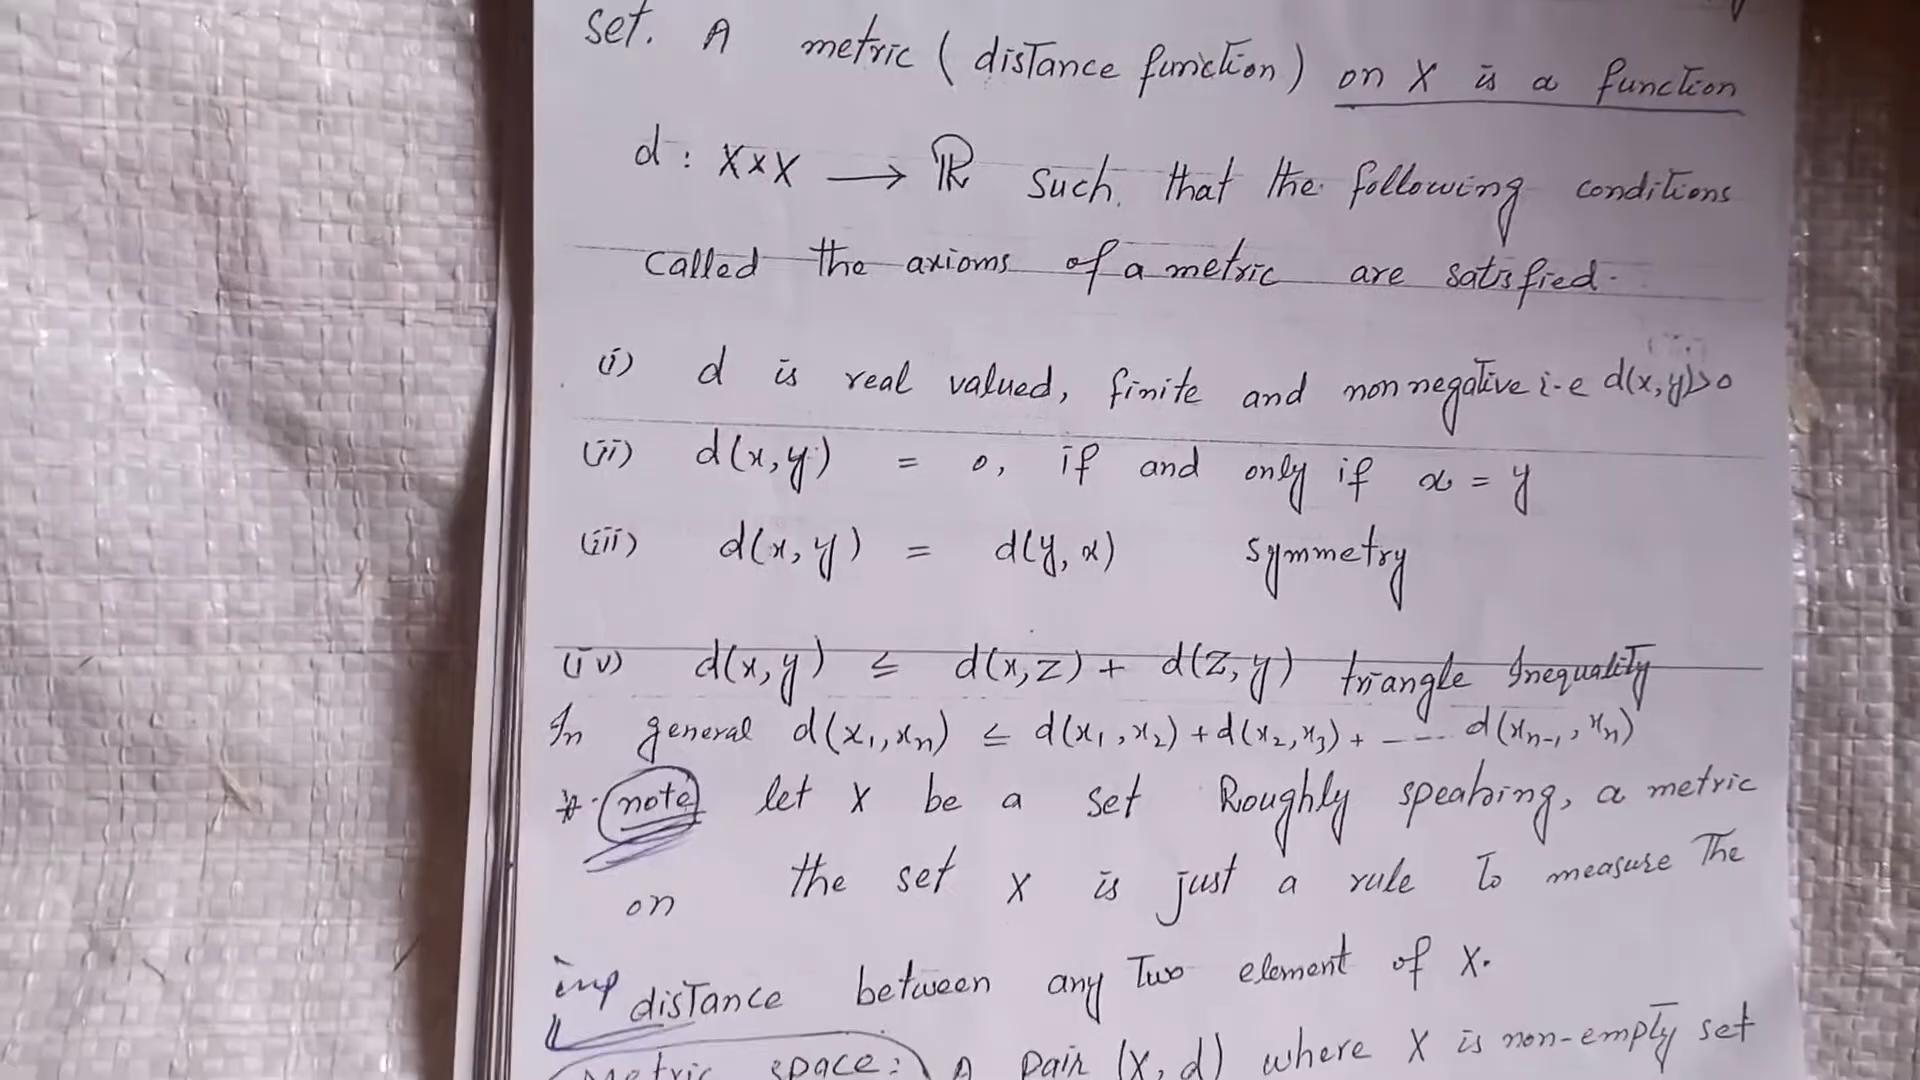 set. A metric (distance function) on X is a function
d : X×X → ℝ such that the following conditions
called the axioms of a metric are satisfied.
(i) d is real valued, finite and non negative i-e d(x,y)>0
(ii) d(x,y) = 0, if and only if x = y
(iii) d(x,y) = d(y,x) symmetry
(iv) d(x,y) ≤ d(x,z) + d(z,y) triangle Inequality
In general d(x₁,xₙ) ≤ d(x₁,x₂) + d(x₂,x₃) + ---- d(xₙ₋₁,xₙ)
* note let X be a set Roughly speaking, a metric
on the set X is just a rule to measure The
imp distance between any Two element of X.
Metric space: A pair (X,d) where X is non-empty set